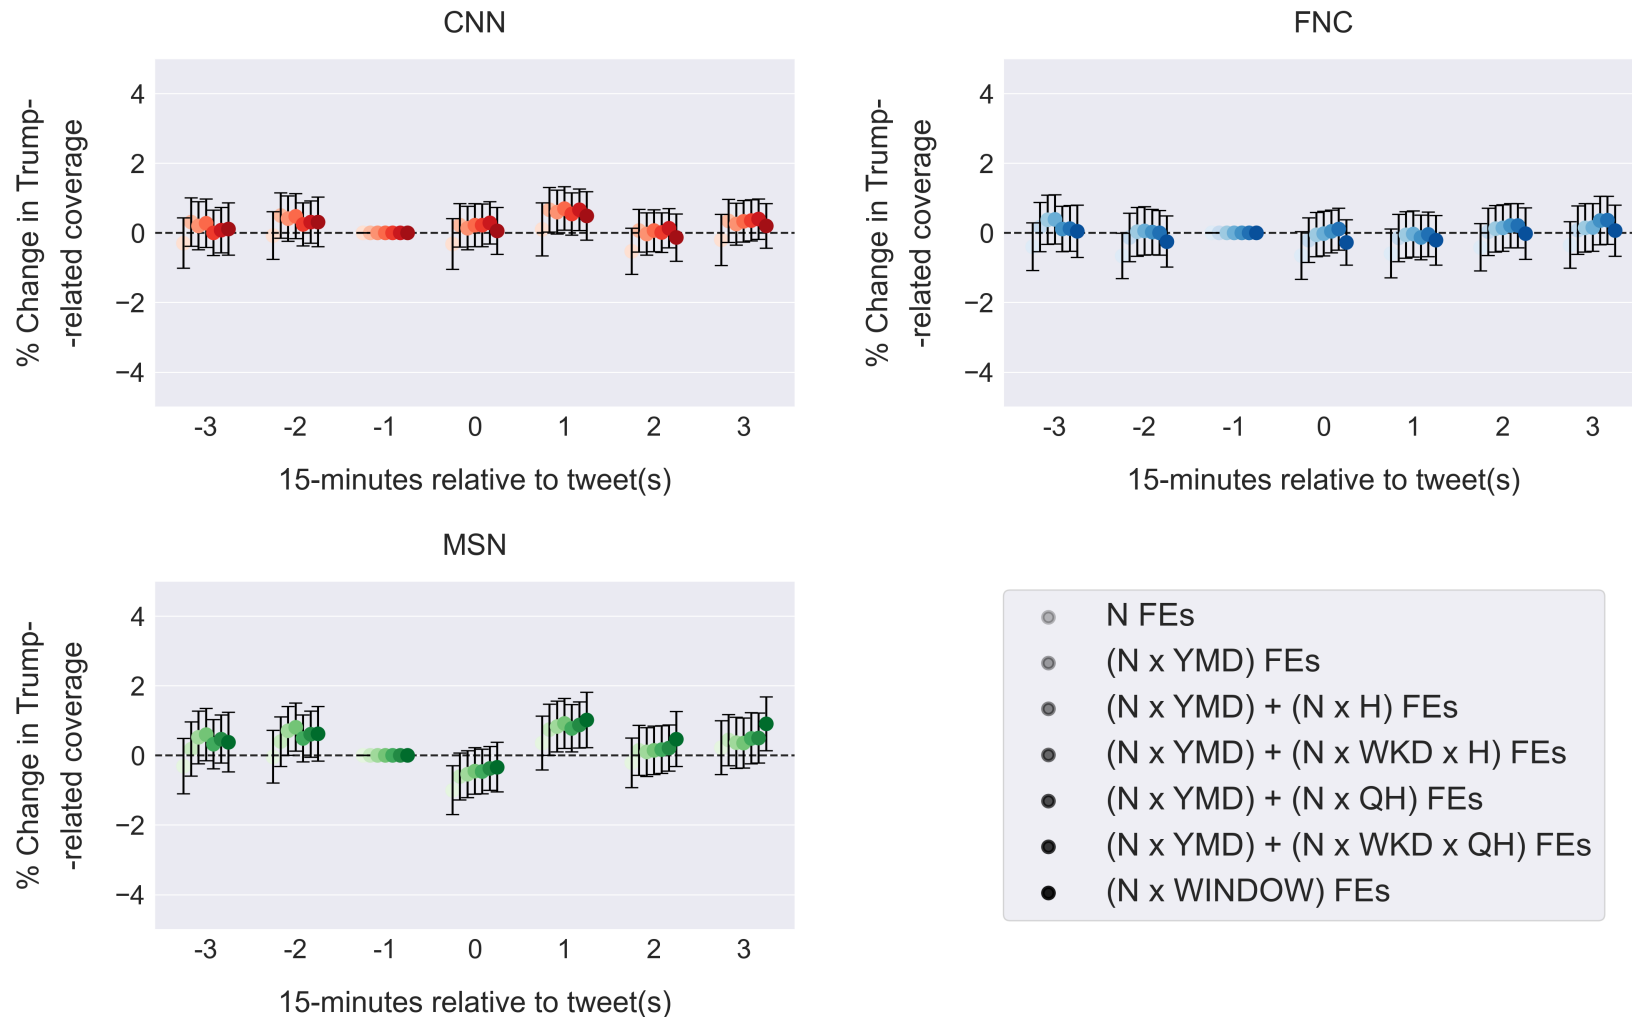 CNN
% Change in Trump-
-related coverage
4
2
0
−2
−4
-3 -2 -1 0 1 2 3
15-minutes relative to tweet(s)
FNC
% Change in Trump-
-related coverage
4
2
0
−2
−4
-3 -2 -1 0 1 2 3
15-minutes relative to tweet(s)
MSN
% Change in Trump-
-related coverage
4
2
0
−2
−4
-3 -2 -1 0 1 2 3
15-minutes relative to tweet(s)
N FEs
(N x YMD) FEs
(N x YMD) + (N x H) FEs
(N x YMD) + (N x WKD x H) FEs
(N x YMD) + (N x QH) FEs
(N x YMD) + (N x WKD x QH) FEs
(N x WINDOW) FEs